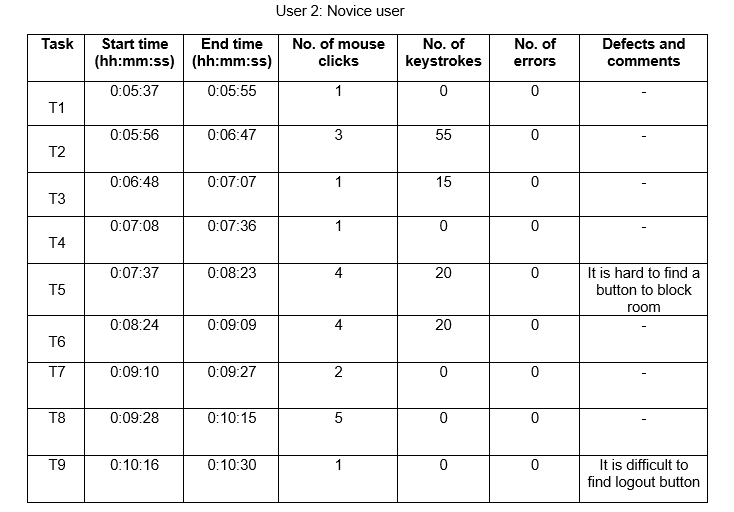 User 2: Novice user
Task Start time (hh:mm:ss) End time (hh:mm:ss) No. of mouse clicks No. of keystrokes No. of errors Defects and comments
T1 0:05:37 0:05:55 1 0 0 -
T2 0:05:56 0:06:47 3 55 0 -
T3 0:06:48 0:07:07 1 15 0 -
T4 0:07:08 0:07:36 1 0 0 -
T5 0:07:37 0:08:23 4 20 0 It is hard to find a button to block room
T6 0:08:24 0:09:09 4 20 0 -
T7 0:09:10 0:09:27 2 0 0 -
T8 0:09:28 0:10:15 5 0 0 -
T9 0:10:16 0:10:30 1 0 0 It is difficult to find logout button